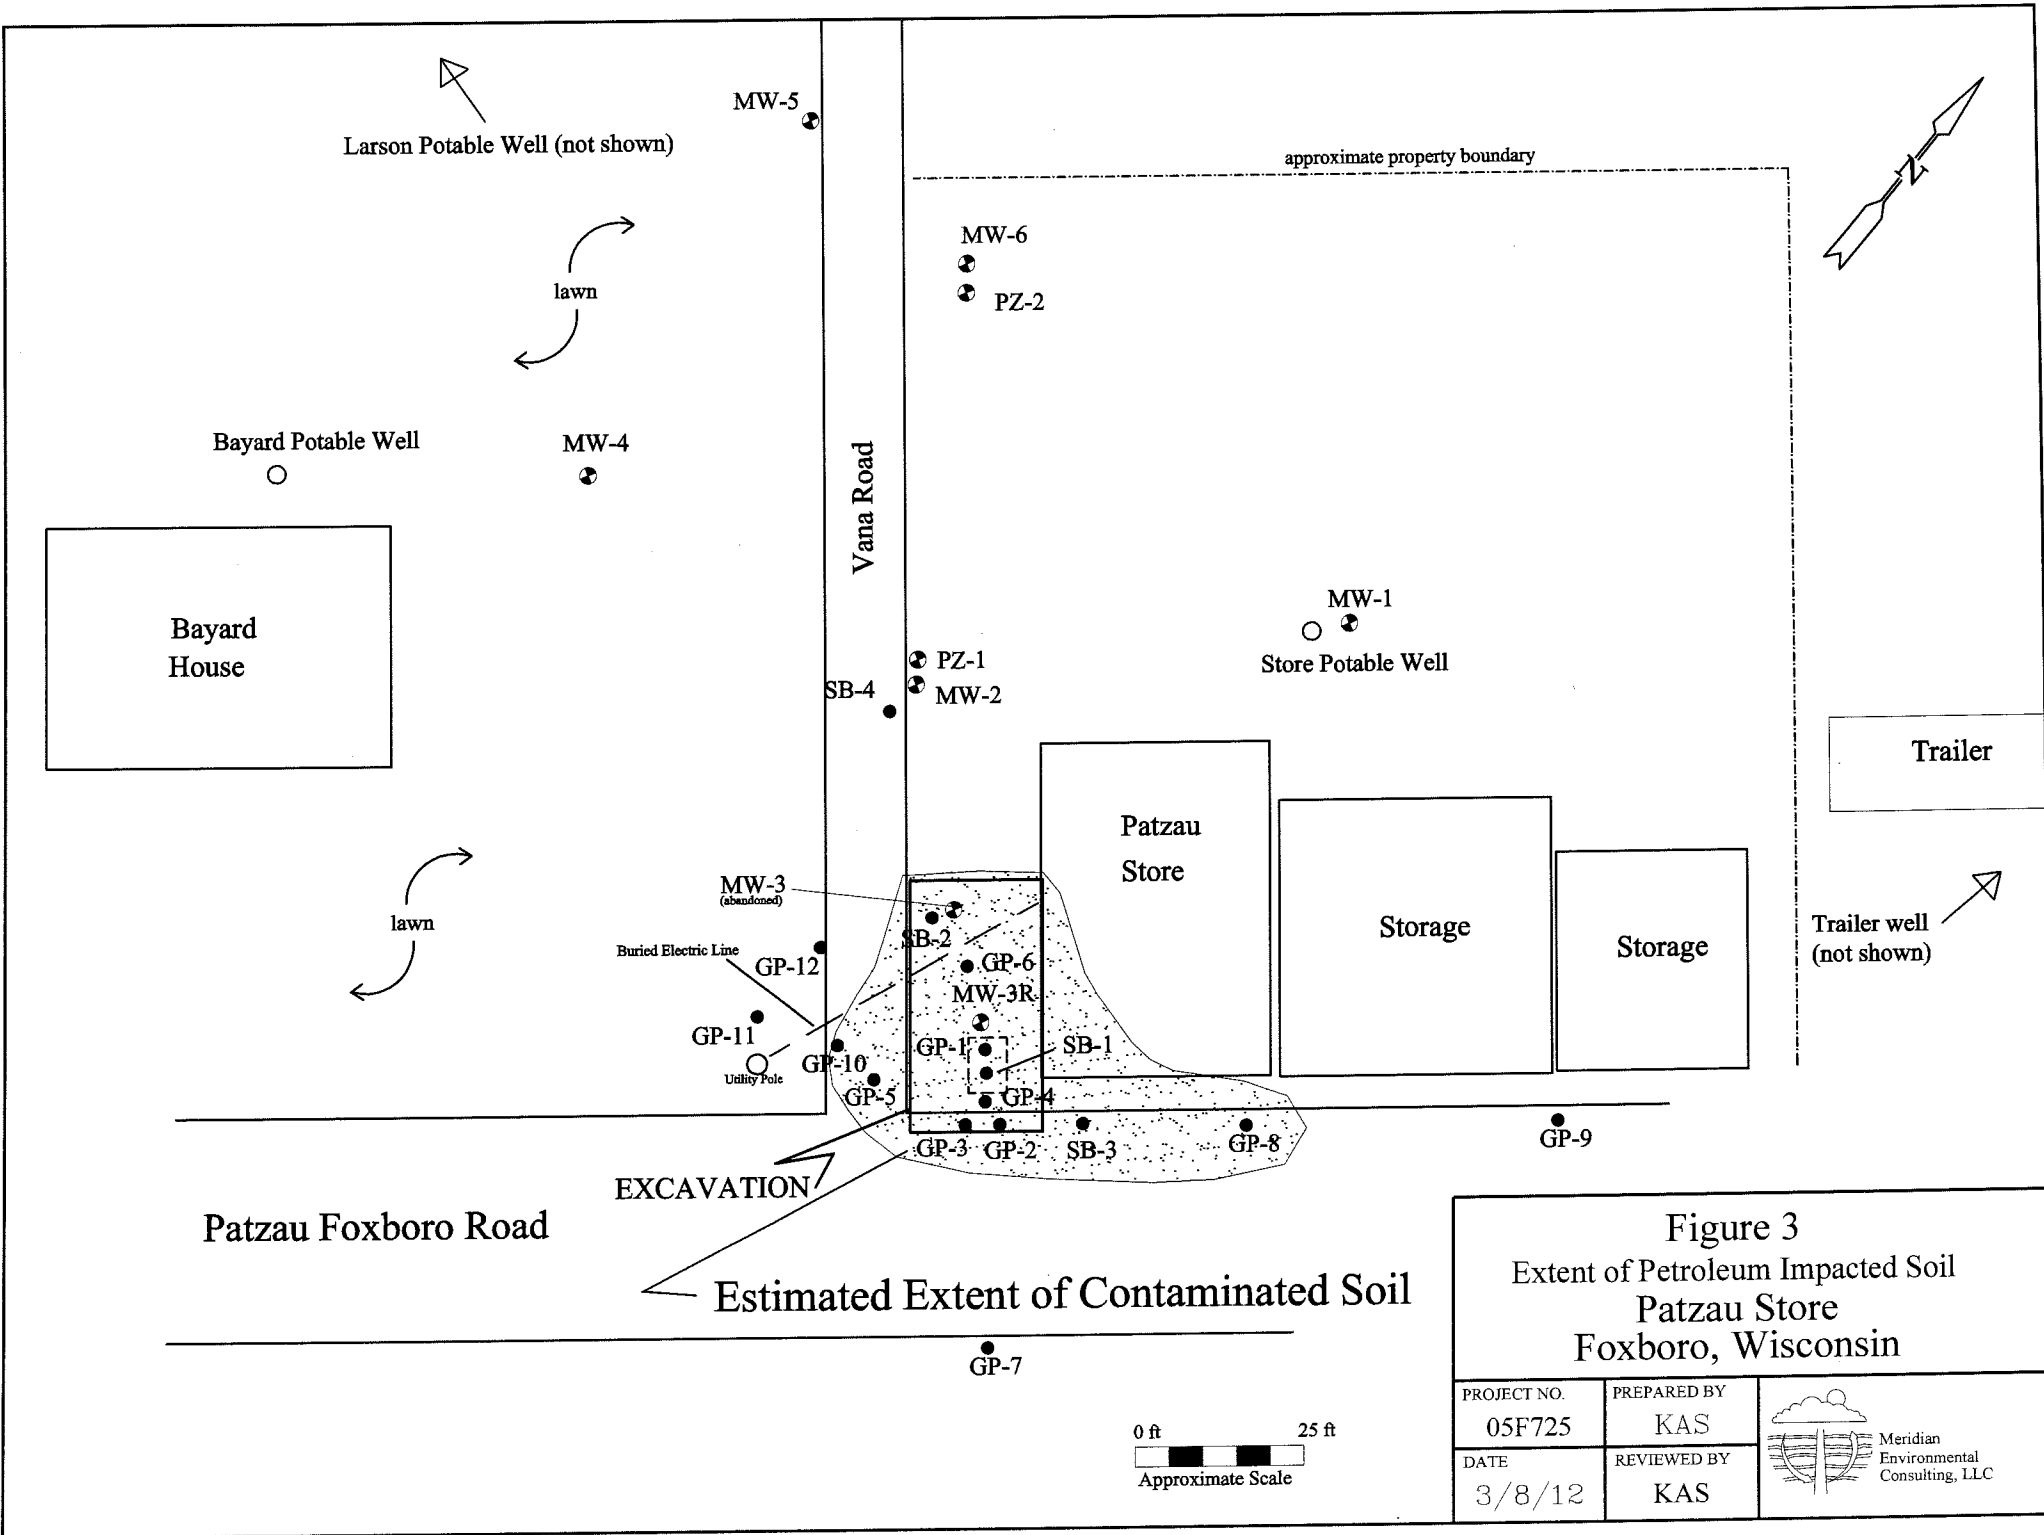 MW-5
Larson Potable Well (not shown)
approximate property boundary
N
MW-6
PZ-2
lawn
Bayard Potable Well
MW-4
Vana Road
MW-1
Store Potable Well
Bayard
House
PZ-1
MW-2
SB-4
Trailer
Patzau
Store
Storage
Storage
Trailer well
(not shown)
MW-3
(abandoned)
lawn
SB-2
Buried Electric Line
GP-12
GP-6
MW-3R
GP-11
GP-1
SB-1
GP-10
Utility Pole
GP-5
GP-4
GP-3
GP-2
SB-3
GP-8
GP-9
EXCAVATION
Patzau Foxboro Road
Estimated Extent of Contaminated Soil
GP-7
0 ft
25 ft
Approximate Scale
Figure 3
Extent of Petroleum Impacted Soil
Patzau Store
Foxboro, Wisconsin
PROJECT NO.
05F725
PREPARED BY
KAS
DATE
3/8/12
REVIEWED BY
KAS
Meridian
Environmental
Consulting, LLC